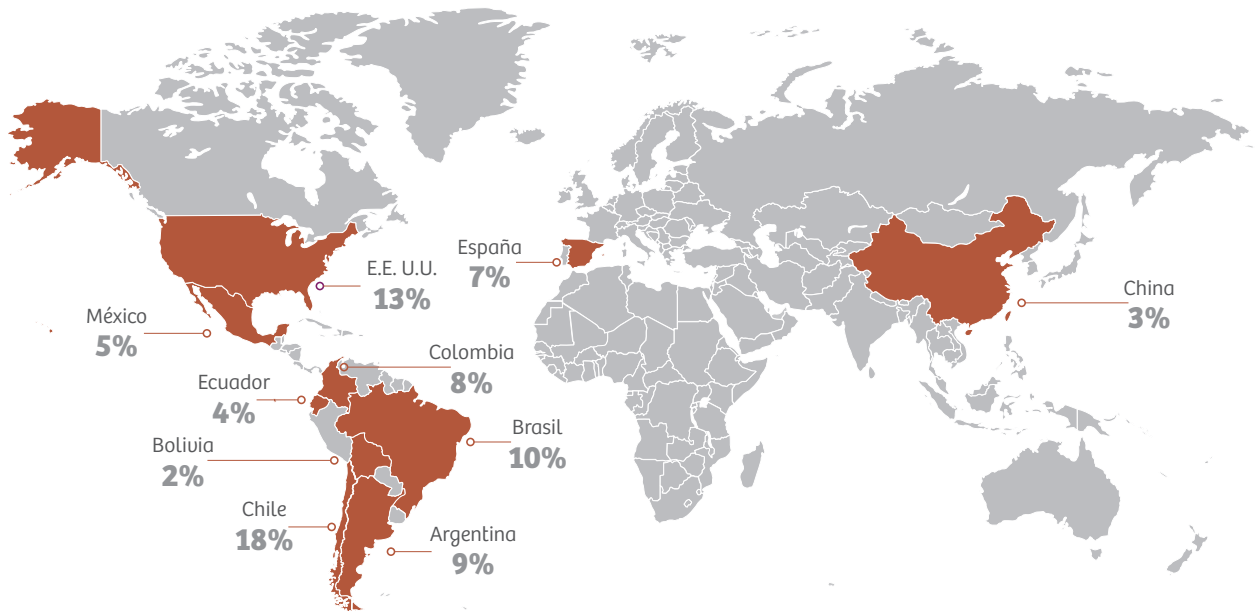 España
7%
E.E. U.U.
13%
China
3%
México
5%
Colombia
8%
Ecuador
4%
Brasil
10%
Bolivia
2%
Chile
18%
Argentina
9%